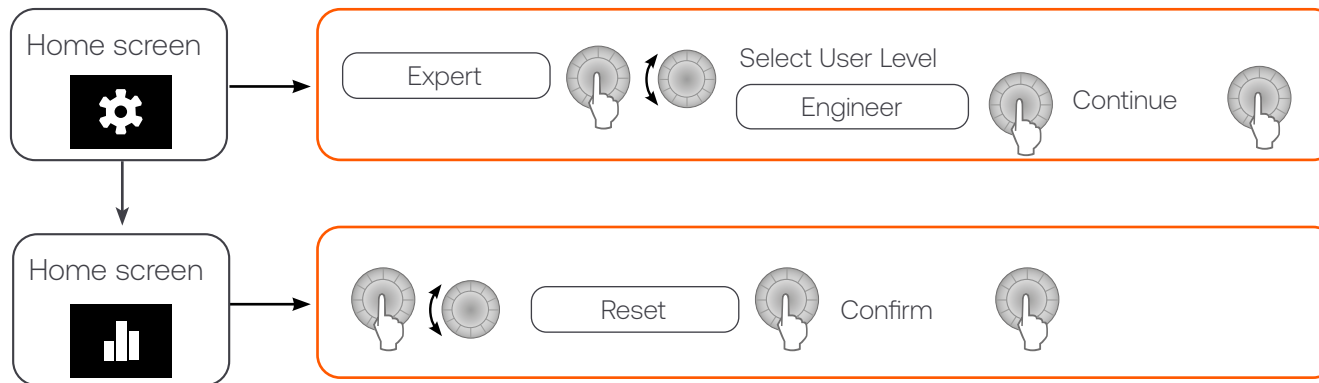 Home screen
Expert
Select User Level
Engineer
Continue
Home screen
Reset
Confirm